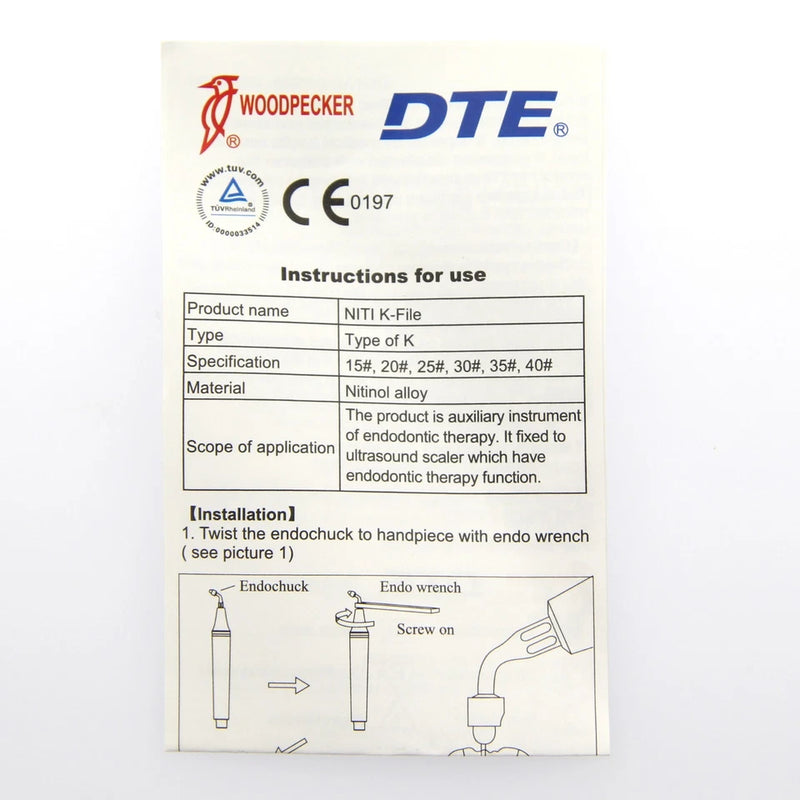 WOODPECKER ®
DTE ®
www.tuv.com
TÜVRheinland ®
ID:0000033514
CE 0197
Instructions for use
Product name NITI K-File
Type Type of K
Specification 15#, 20#, 25#, 30#, 35#, 40#
Material Nitinol alloy
Scope of application
The product is auxiliary instrument
of endodontic therapy. It fixed to
ultrasound scaler which have
endodontic therapy function.
【Installation】
1. Twist the endochuck to handpiece with endo wrench
( see picture 1)
Endochuck
Endo wrench
Screw on